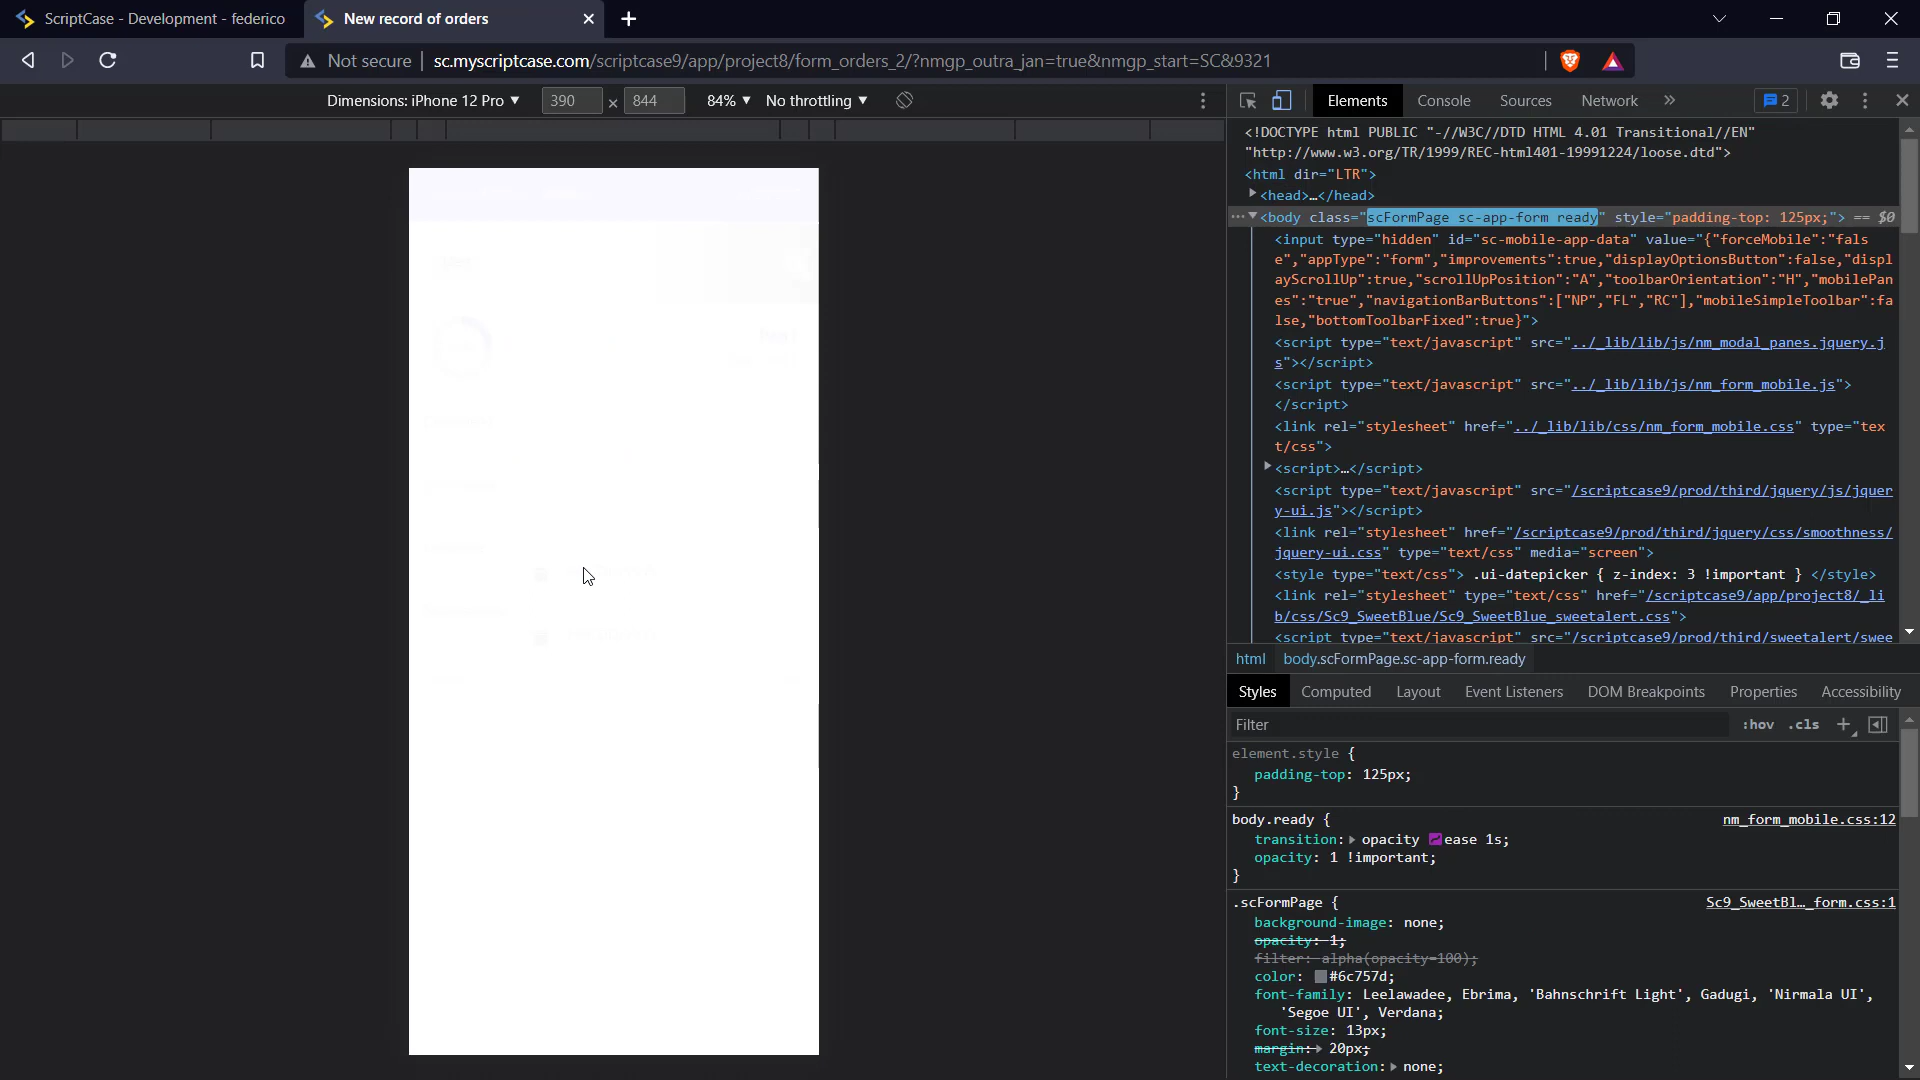 ScriptCase - Development - federico
New record of orders
Not secure
sc.myscriptcase.com/scriptcase9/app/project8/form_orders_2/?nmgp_outra_jan=true&nmgp_start=SC&9321
Dimensions: iPhone 12 Pro
390
×
844
84%
No throttling
Elements
Console
Sources
Network
2
<!DOCTYPE html PUBLIC "-//W3C//DTD HTML 4.01 Transitional//EN"
"http://www.w3.org/TR/1999/REC-html401-19991224/loose.dtd">
<html dir="LTR">
<head>…</head>
<body class="scFormPage sc-app-form ready" style="padding-top: 125px;"> == $0
<input type="hidden" id="sc-mobile-app-data" value="{"forceMobile":"fals
e","appType":"form","improvements":true,"displayOptionsButton":false,"displ
ayScrollUp":true,"scrollUpPosition":"A","toolbarOrientation":"H","mobilePan
es":"true","navigationBarButtons":["NP","FL","RC"],"mobileSimpleToolbar":fa
lse,"bottomToolbarFixed":true}">
<script type="text/javascript" src="../_lib/lib/js/nm_modal_panes.jquery.j
s"></script>
<script type="text/javascript" src="../_lib/lib/js/nm_form_mobile.js">
</script>
<link rel="stylesheet" href="../_lib/lib/css/nm_form_mobile.css" type="tex
t/css">
<script>…</script>
<script type="text/javascript" src="/scriptcase9/prod/third/jquery/js/jquer
y-ui.js"></script>
<link rel="stylesheet" href="/scriptcase9/prod/third/jquery/css/smoothness/
jquery-ui.css" type="text/css" media="screen">
<style type="text/css"> .ui-datepicker { z-index: 3 !important } </style>
<link rel="stylesheet" type="text/css" href="/scriptcase9/app/project8/_li
b/css/Sc9_SweetBlue/Sc9_SweetBlue_sweetalert.css">
<script type="text/javascript" src="/scriptcase9/prod/third/sweetalert/swee
html
body.scFormPage.sc-app-form.ready
Styles
Computed
Layout
Event Listeners
DOM Breakpoints
Properties
Accessibility
Filter
:hov
.cls
element.style {
padding-top: 125px;
}
body.ready {
nm_form_mobile.css:12
transition: opacity ease 1s;
opacity: 1 !important;
}
.scFormPage {
Sc9_SweetBl…_form.css:1
background-image: none;
opacity: 1;
filter: alpha(opacity=100);
color: #6c757d;
font-family: Leelawadee, Ebrima, 'Bahnschrift Light', Gadugi, 'Nirmala UI',
'Segoe UI', Verdana;
font-size: 13px;
margin: 20px;
text-decoration: none;